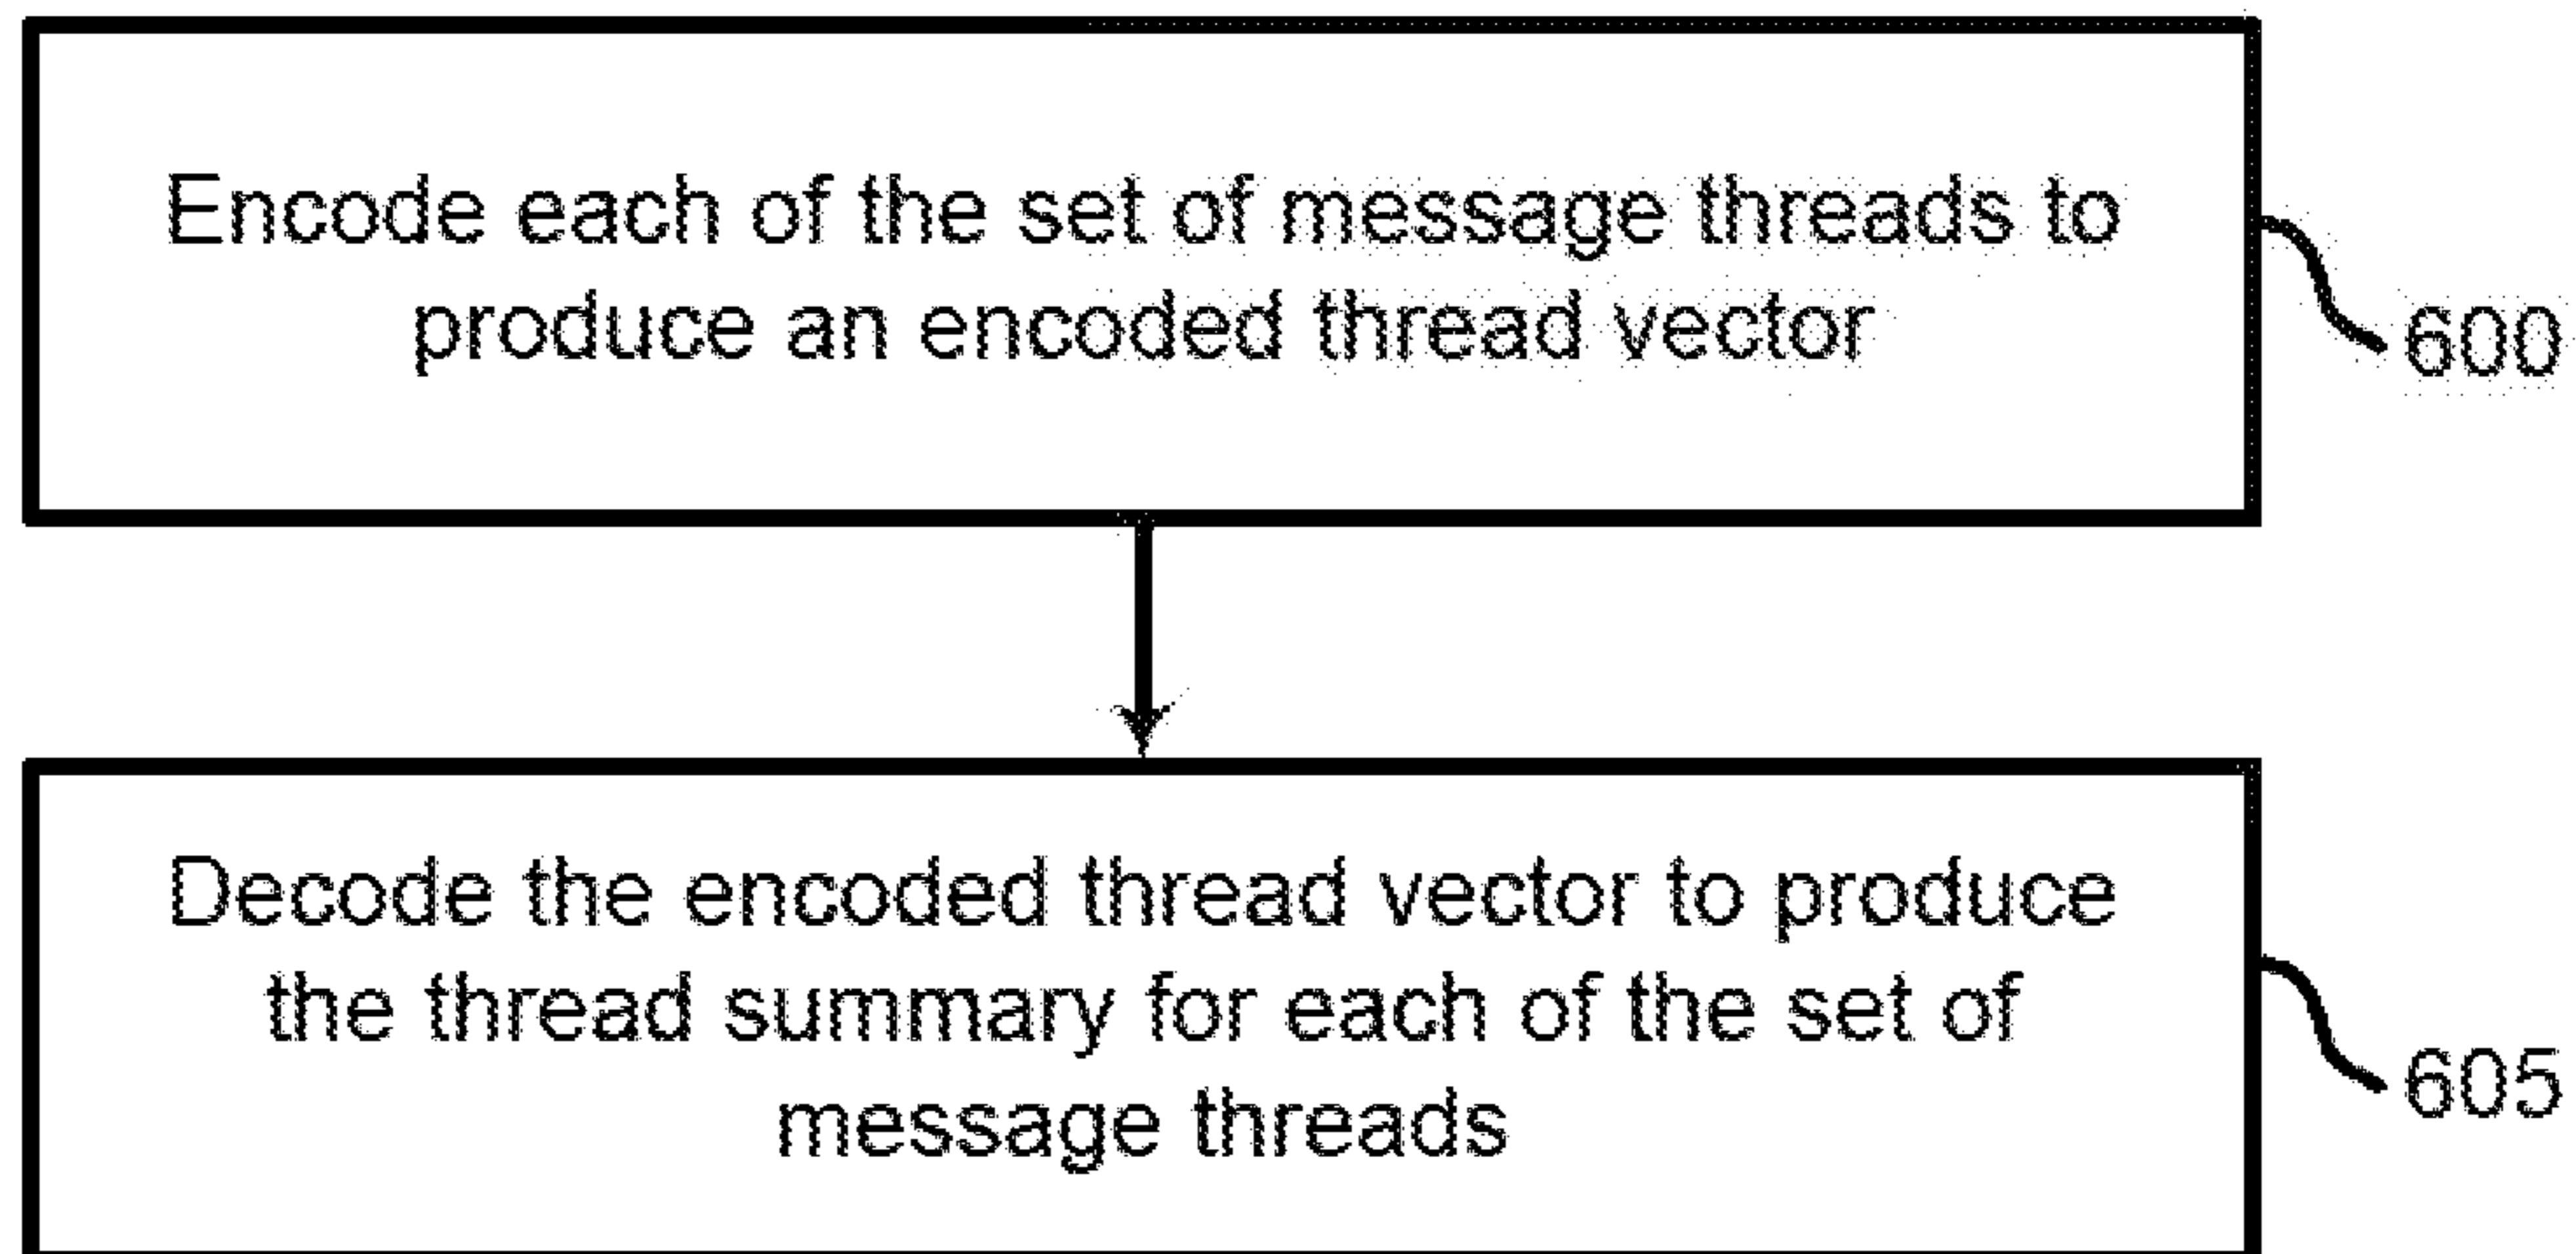 Encode each of the set of message threads to
produce an encoded thread vector
600
Decode the encoded thread vector to produce
the thread summary for each of the set of
message threads
605